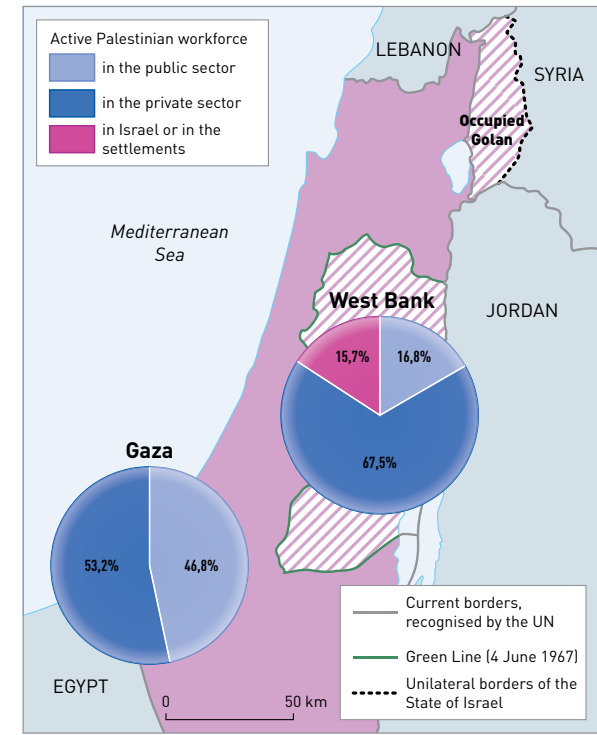 Active Palestinian workforce
in the public sector
in the private sector
in Israel or in the
settlements
LEBANON
SYRIA
Occupied
Golan
Mediterranean
Sea
West Bank
JORDAN
15,7%
16,8%
67,5%
Gaza
53,2%
46,8%
EGYPT
0
50 km
Current borders,
recognised by the UN
Green Line (4 June 1967)
Unilateral borders of the
State of Israel